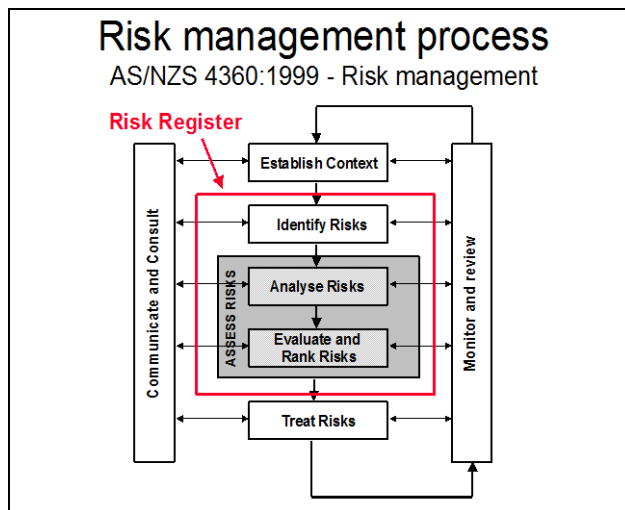 Risk management process
AS/NZS 4360:1999 - Risk management
Risk Register
Establish Context
Communicate and Consult
Identify Risks
ASSESS RISKS
Analyse Risks
Evaluate and
Rank Risks
Monitor and review
Treat Risks